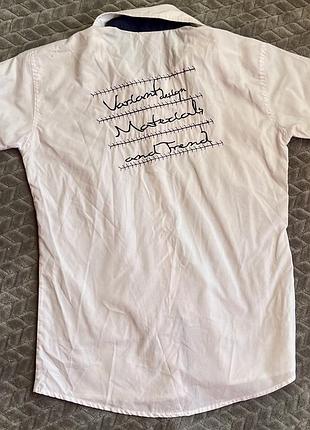 Variant design
Materials
and Trend